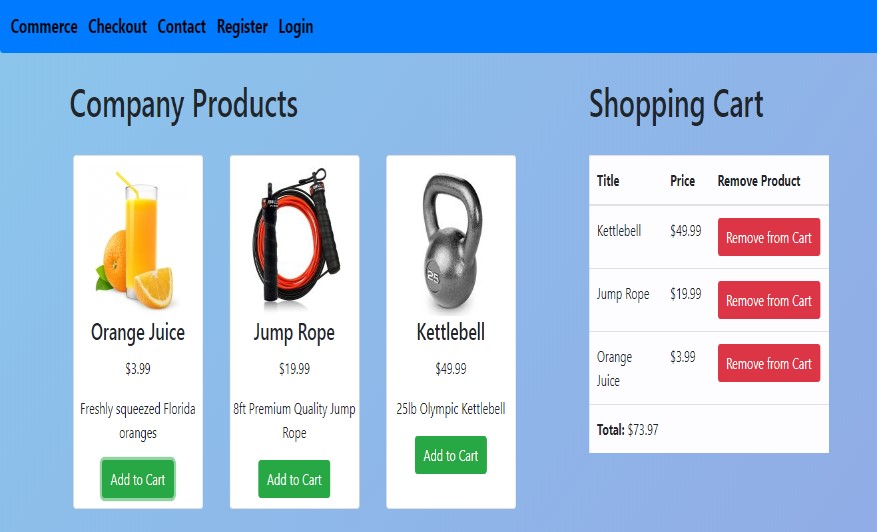 Commerce Checkout Contact Register Login
Company Products
Shopping Cart
Orange Juice
$3.99
Freshly squeezed Florida
oranges
Add to Cart
Jump Rope
$19.99
8ft Premium Quality Jump
Rope
Add to Cart
25
Kettlebell
$49.99
25lb Olympic Kettlebell
Add to Cart
Title Price Remove Product
Kettlebell $49.99 Remove from Cart
Jump Rope $19.99 Remove from Cart
Orange $3.99 Remove from Cart
Juice
Total: $73.97